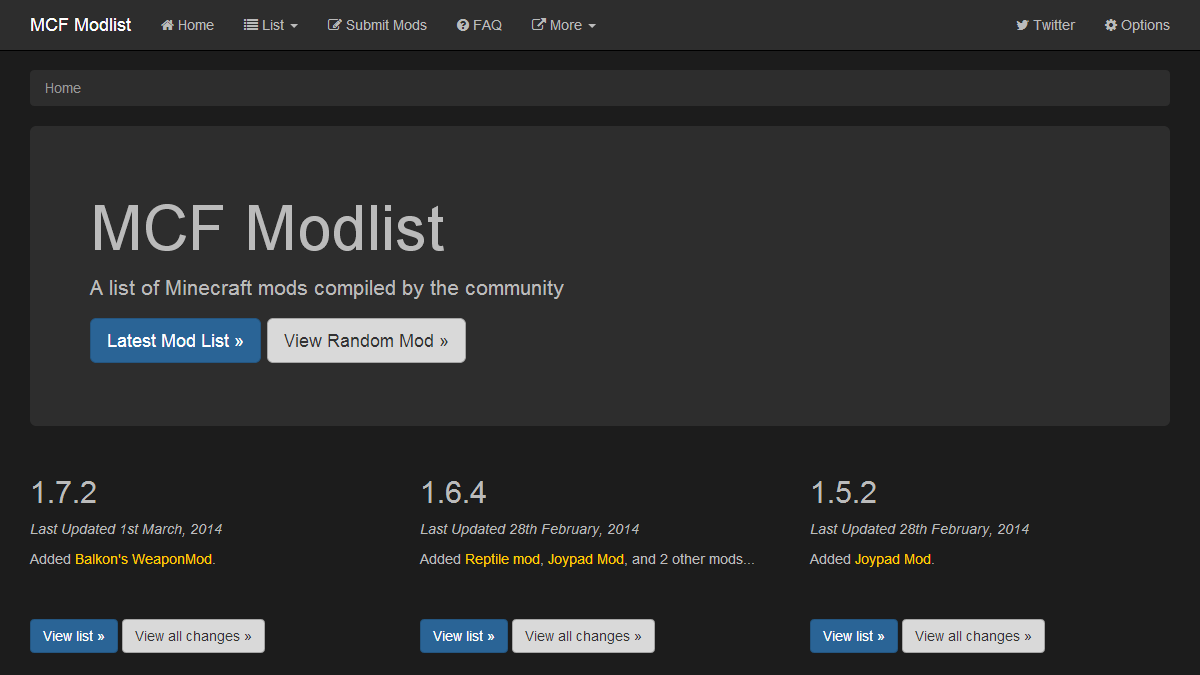 MCF Modlist Home List Submit Mods FAQ More Twitter Options
Home
MCF Modlist
A list of Minecraft mods compiled by the community
Latest Mod List » View Random Mod »
1.7.2
Last Updated 1st March, 2014
Added Balkon's WeaponMod.
View list » View all changes »
1.6.4
Last Updated 28th February, 2014
Added Reptile mod, Joypad Mod, and 2 other mods...
View list » View all changes »
1.5.2
Last Updated 28th February, 2014
Added Joypad Mod.
View list » View all changes »